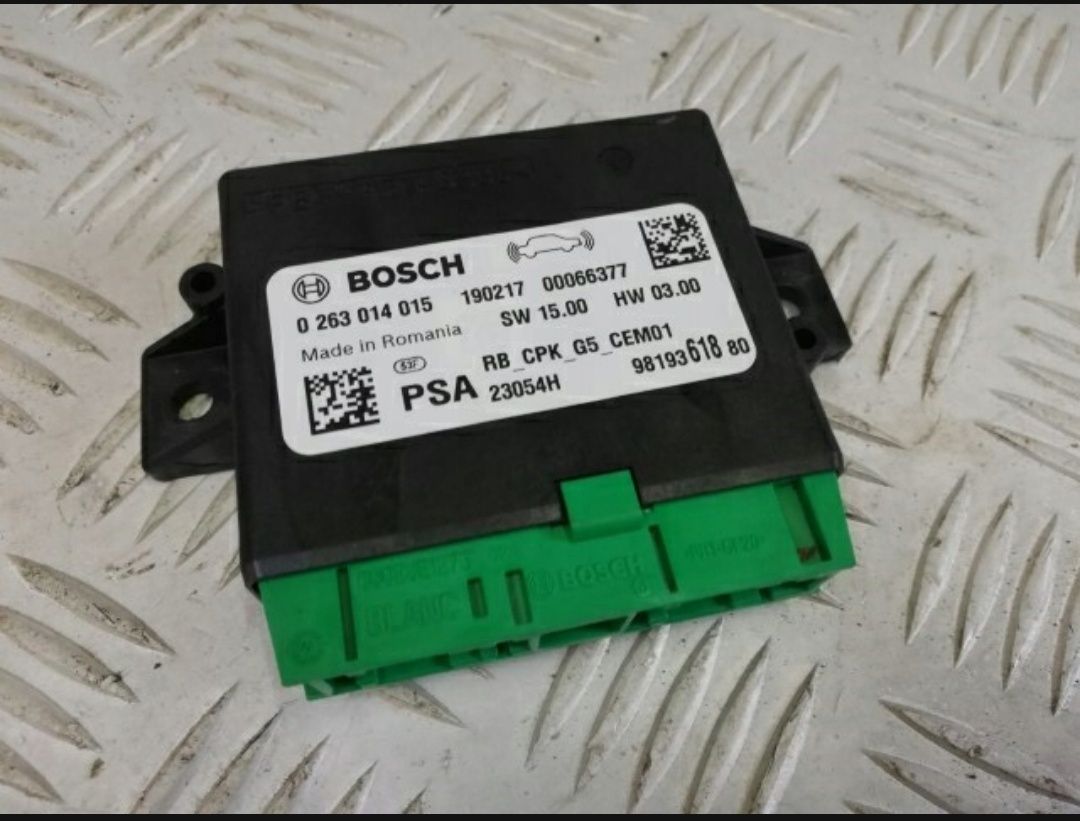 BOSCH
0 263 014 015 190217 00066377
Made in Romania SW 15.00 HW 03.00
RB_CPK_G5_CEM01
PSA 23054H 98193618 80
BLAUC BOSCH